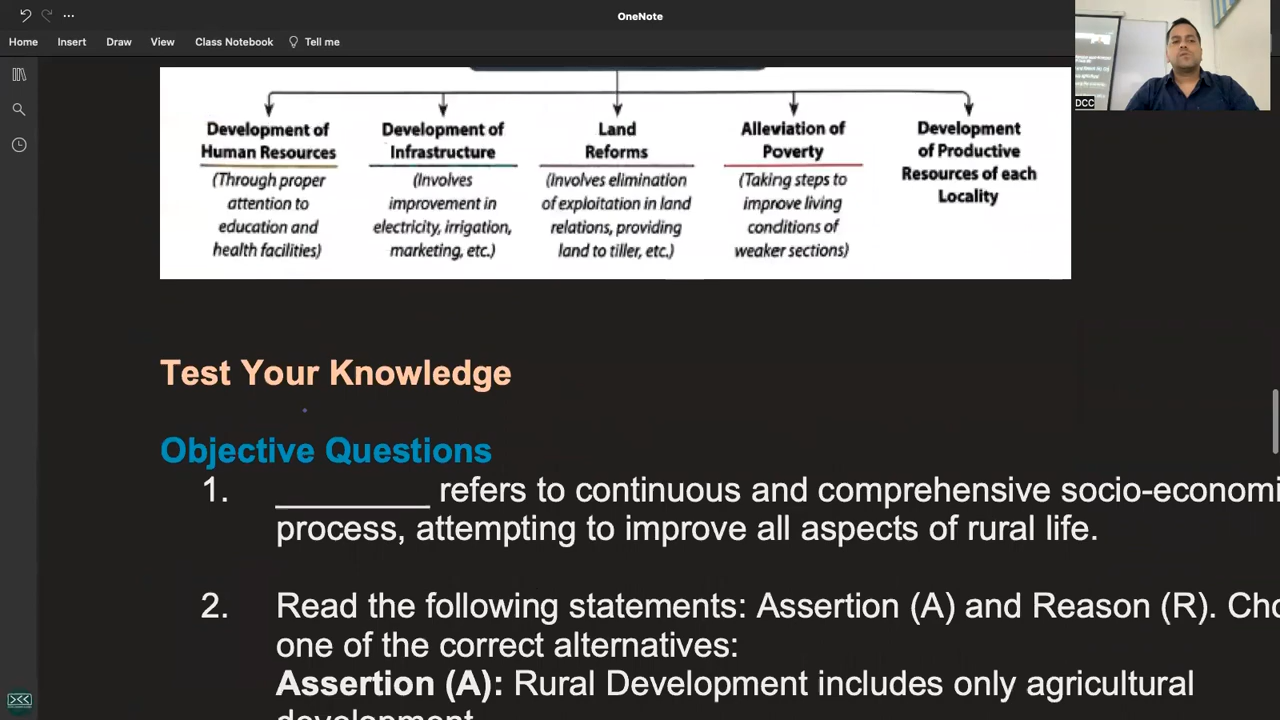 OneNote
Home Insert Draw View Class Notebook Tell me
DCC
Development of
Human Resources
(Through proper
attention to
education and
health facilities)
Development of
Infrastructure
(Involves
improvement in
electricity, irrigation,
marketing, etc.)
Land
Reforms
(Involves elimination
of exploitation in land
relations, providing
land to tiller, etc.)
Alleviation of
Poverty
(Taking steps to
improve living
conditions of
weaker sections)
Development
of Productive
Resources of each
Locality
Test Your Knowledge
Objective Questions
1. ________ refers to continuous and comprehensive socio-economi
process, attempting to improve all aspects of rural life.
2. Read the following statements: Assertion (A) and Reason (R). Cho
one of the correct alternatives:
Assertion (A): Rural Development includes only agricultural
development.